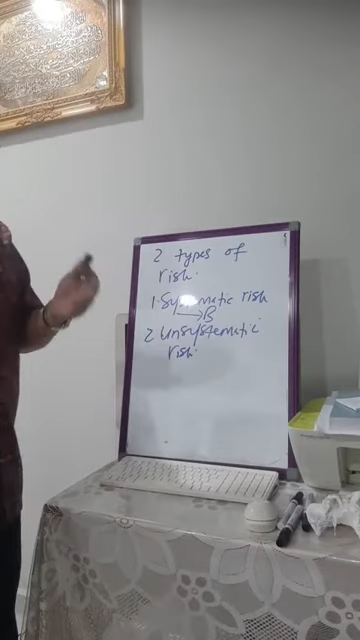 2 types of
risk.
1. Systematic risk
→ B
2 Unsystematic
risk.